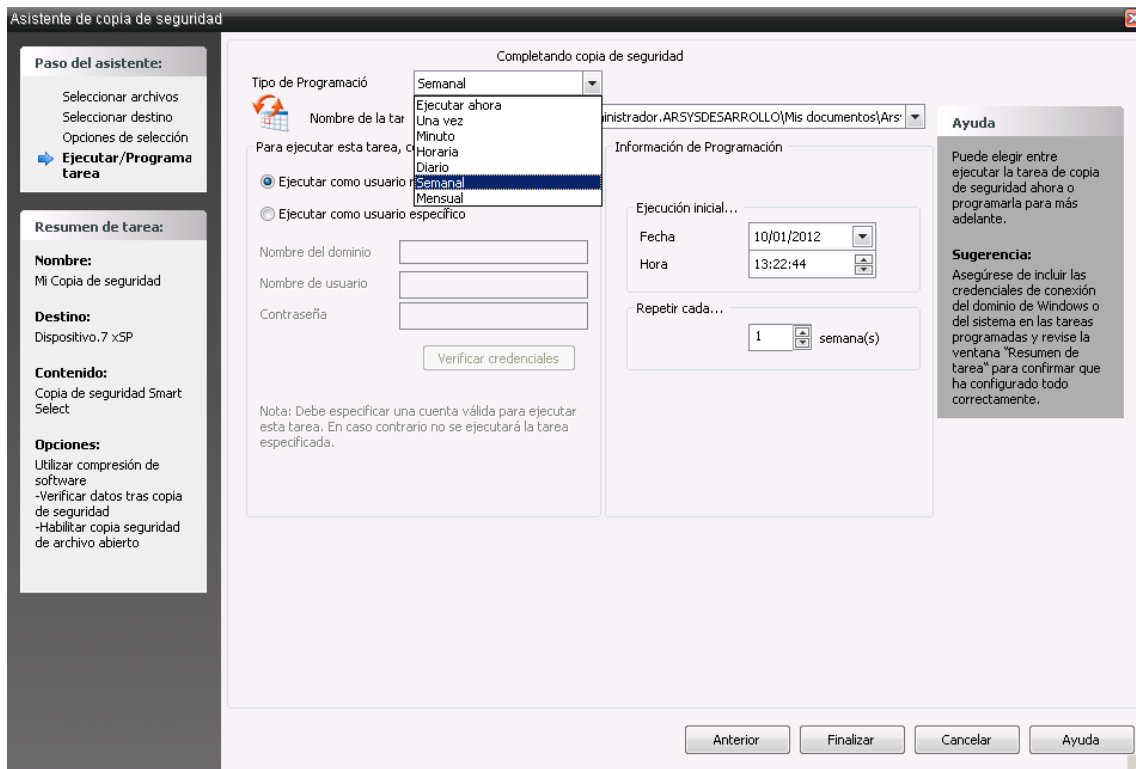 Asistente de copia de seguridad
Paso del asistente:
Seleccionar archivos
Seleccionar destino
Opciones de selección
Ejecutar/Programa
tarea
Resumen de tarea:
Nombre:
Mi Copia de seguridad
Destino:
Dispositivo.7 xSP
Contenido:
Copia de seguridad Smart
Select
Opciones:
Utilizar compresión de
software
-Verificar datos tras copia
de seguridad
-Habilitar copia seguridad
de archivo abierto
Completando copia de seguridad
Tipo de Programació
Semanal
Ejecutar ahora
Una vez
Minuto
Horaria
Diario
Semanal
Mensual
Nombre de la tar
inistrador.ARSYSDESARROLLO\Mis documentos\Arsy
Para ejecutar esta tarea, c
Ejecutar como usuario r
Ejecutar como usuario específico
Nombre del dominio
Nombre de usuario
Contraseña
Verificar credenciales
Nota: Debe especificar una cuenta válida para ejecutar
esta tarea. En caso contrario no se ejecutará la tarea
especificada.
Información de Programación
Ejecución inicial...
Fecha
10/01/2012
Hora
13:22:44
Repetir cada...
1
semana(s)
Ayuda
Puede elegir entre
ejecutar la tarea de copia
de seguridad ahora o
programarla para más
adelante.
Sugerencia:
Asegúrese de incluir las
credenciales de conexión
del dominio de Windows o
del sistema en las tareas
programadas y revise la
ventana "Resumen de
tarea" para confirmar que
ha configurado todo
correctamente.
Anterior
Finalizar
Cancelar
Ayuda